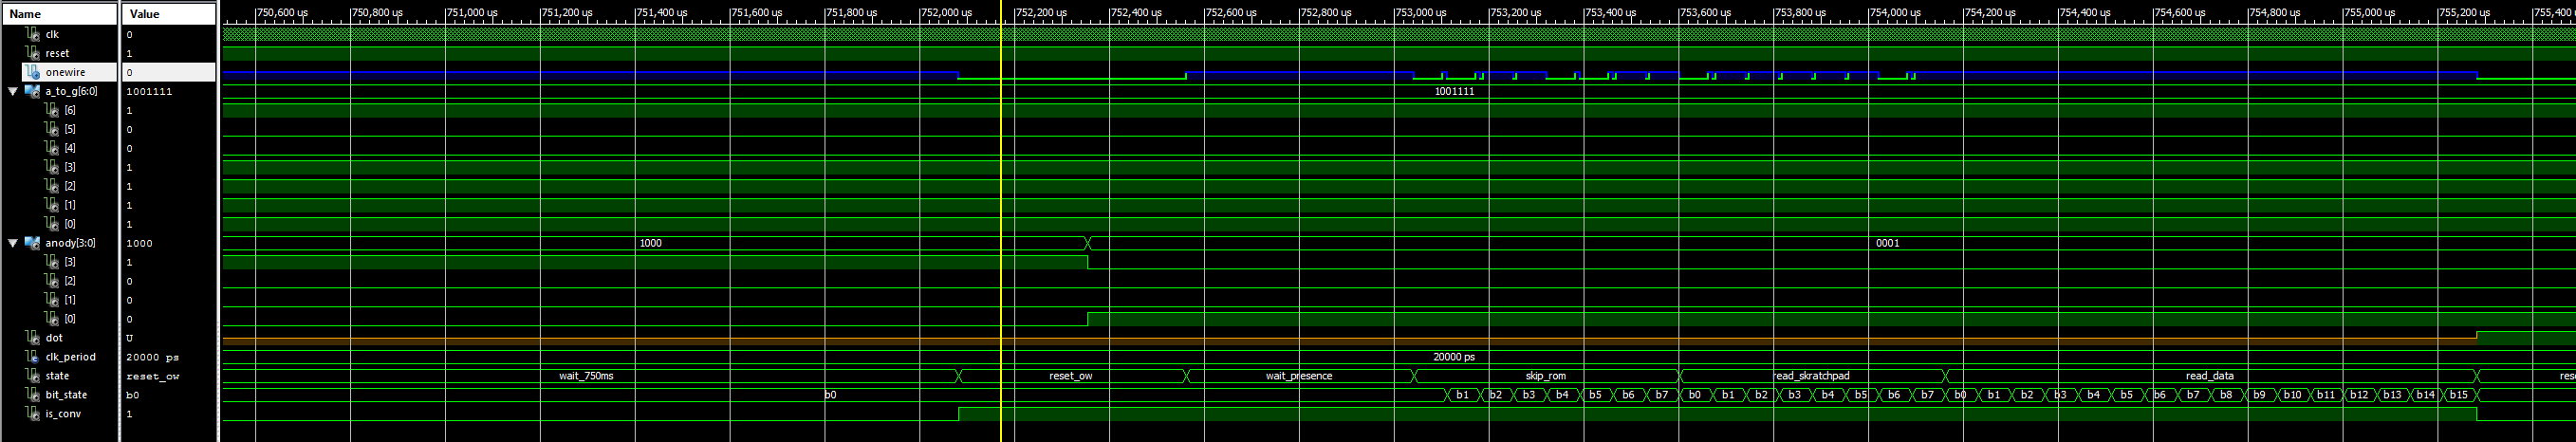 Name Value 750,600 us 750,800 us 751,000 us 751,200 us 751,400 us 751,600 us 751,800 us 752,000 us 752,200 us 752,400 us 752,600 us 752,800 us 753,000 us 753,200 us 753,400 us 753,600 us 753,800 us 754,000 us 754,200 us 754,400 us 754,600 us 754,800 us 755,000 us 755,200 us 755,400
clk 0
reset 1
onewire 0
a_to_g[6:0] 1001111 1001111
[6] 1
[5] 0
[4] 0
[3] 1
[2] 1
[1] 1
[0] 1
anody[3:0] 1000 1000 0001
[3] 1
[2] 0
[1] 0
[0] 0
dot U
clk_period 20000 ps 20000 ps
state reset_ow wait_750ms reset_ow wait_presence skip_rom read_skratchpad read_data res
bit_state b0 b0 b1 b2 b3 b4 b5 b6 b7 b0 b1 b2 b3 b4 b5 b6 b7 b0 b1 b2 b3 b4 b5 b6 b7 b8 b9 b10 b11 b12 b13 b14 b15
is_conv 1